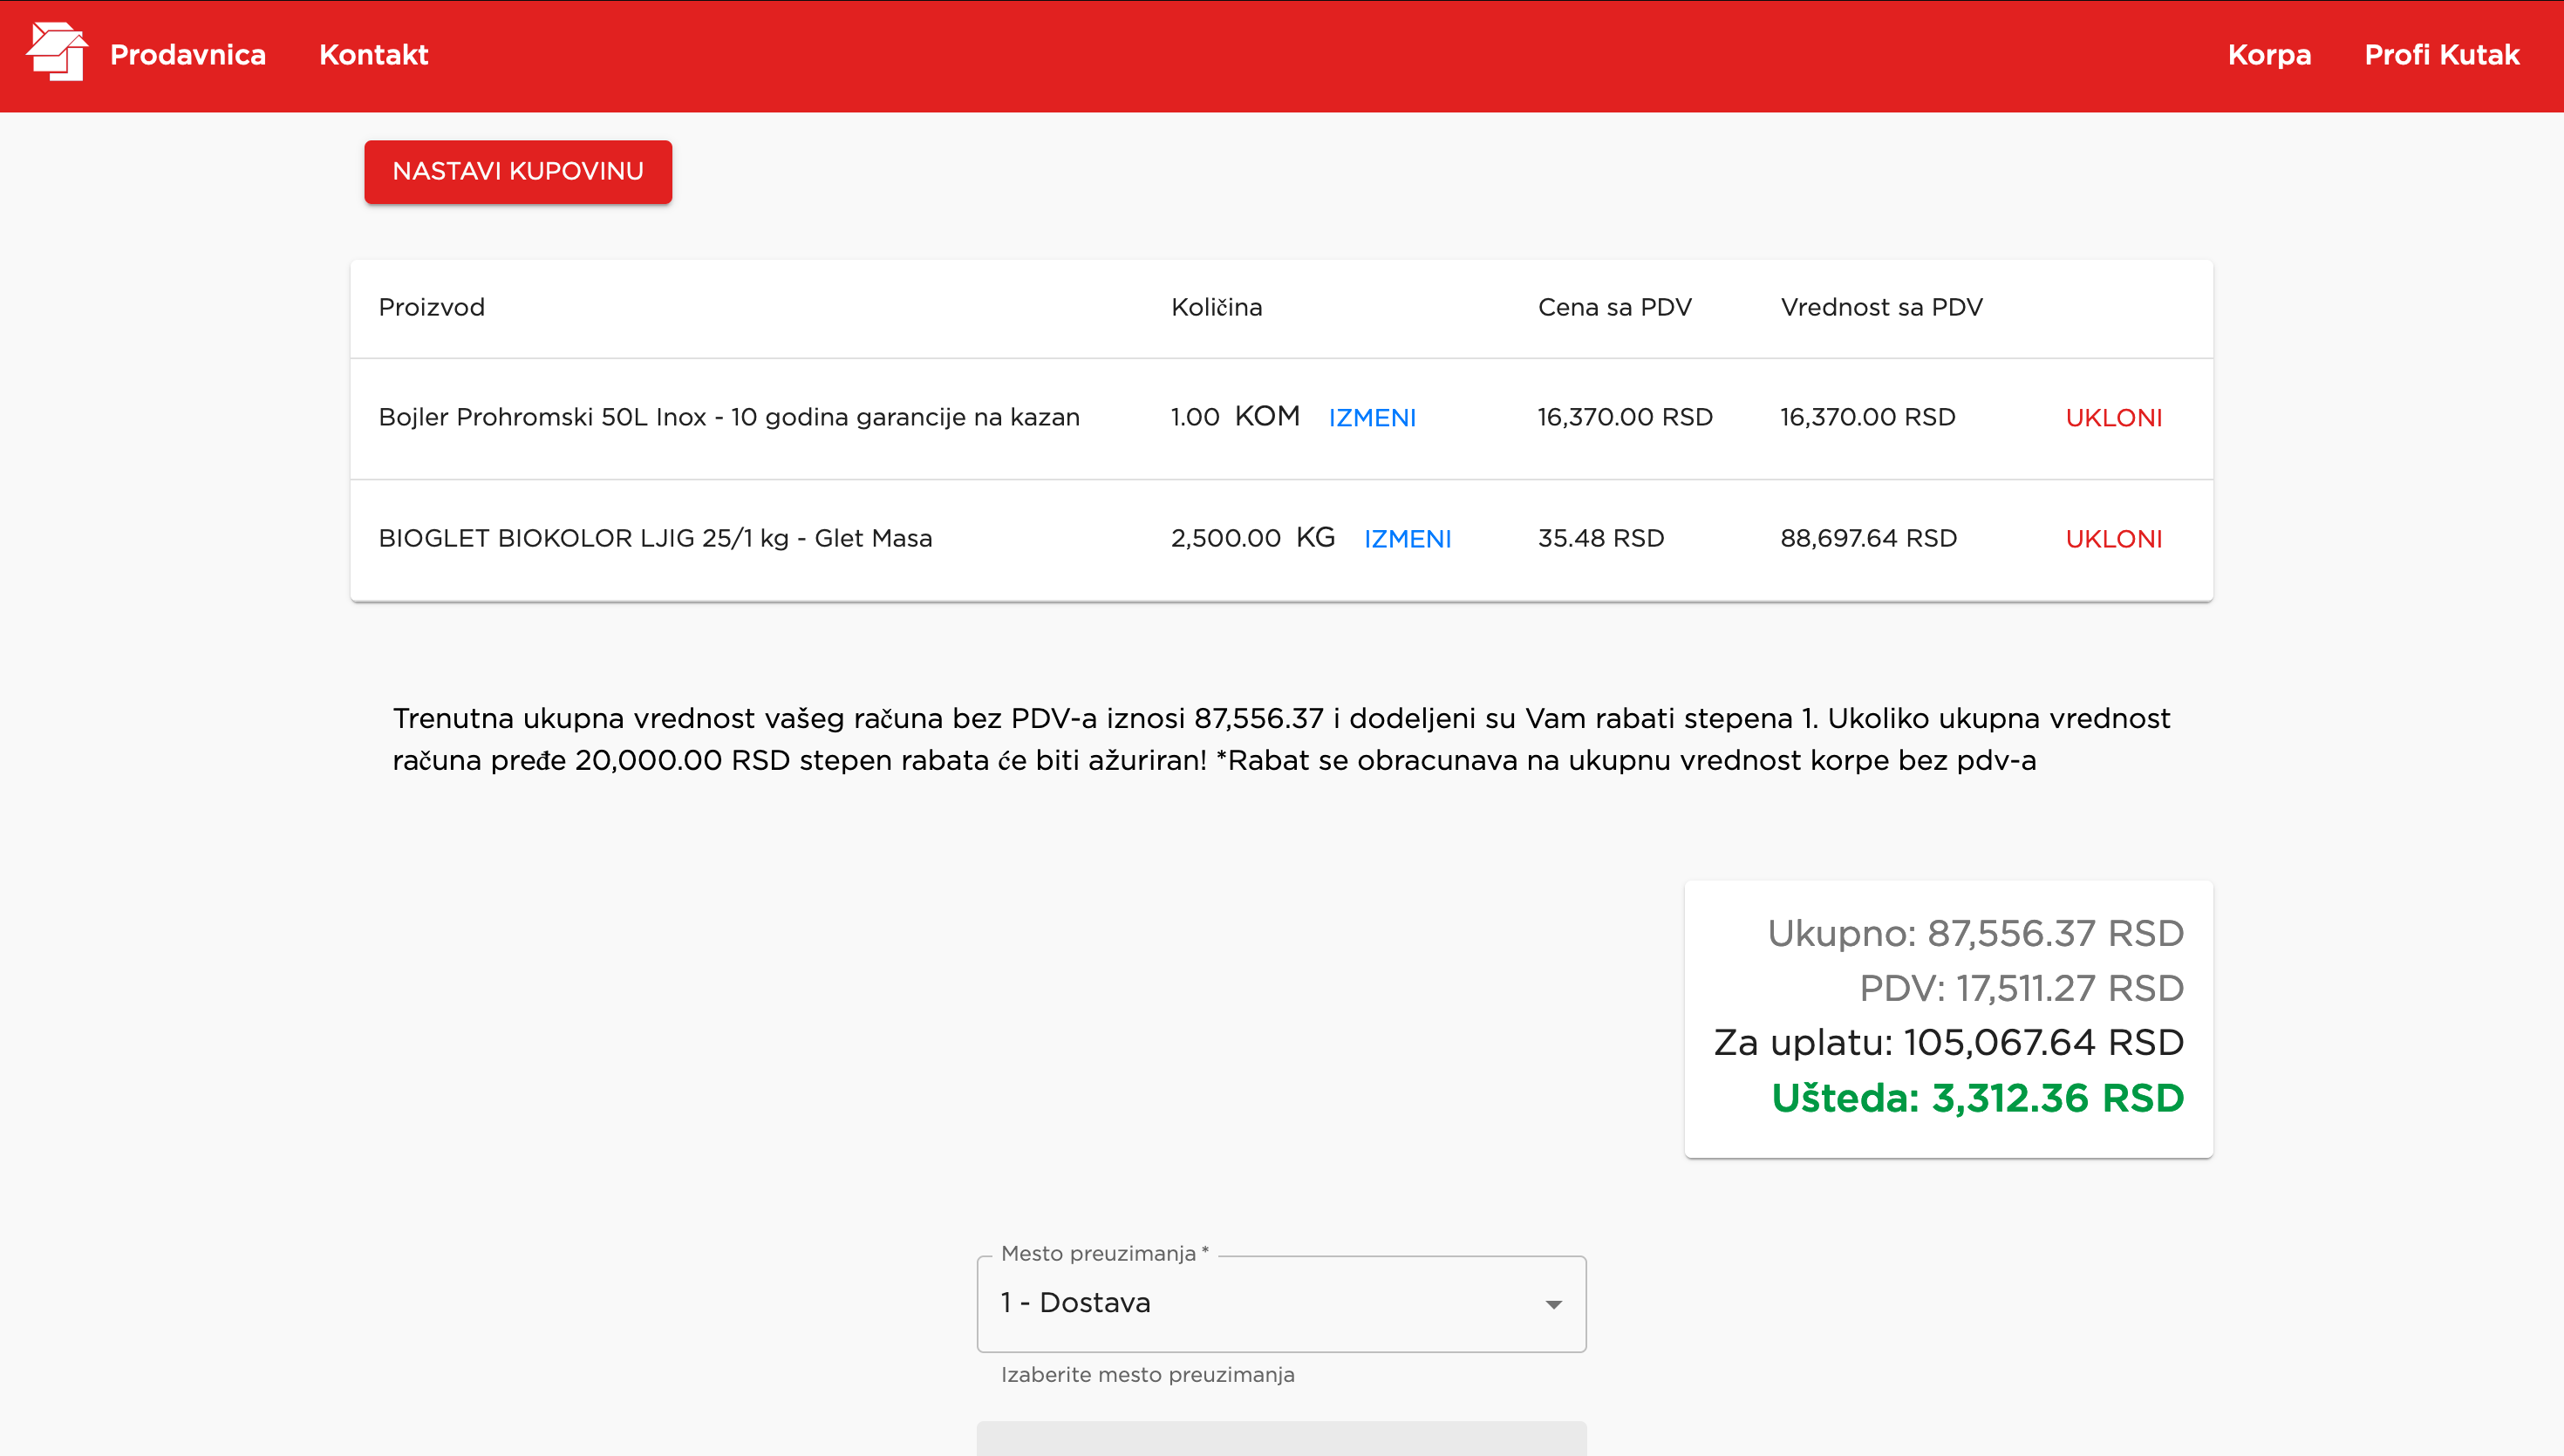 Prodavnica Kontakt Korpa Profi Kutak
NASTAVI KUPOVINU
Proizvod Količina Cena sa PDV Vrednost sa PDV
Bojler Prohromski 50L Inox - 10 godina garancije na kazan 1.00 KOM IZMENI 16,370.00 RSD 16,370.00 RSD UKLONI
BIOGLET BIOKOLOR LJIG 25/1 kg - Glet Masa 2,500.00 KG IZMENI 35.48 RSD 88,697.64 RSD UKLONI
Trenutna ukupna vrednost vašeg računa bez PDV-a iznosi 87,556.37 i dodeljeni su Vam rabati stepena 1. Ukoliko ukupna vrednost
računa pređe 20,000.00 RSD stepen rabata će biti ažuriran! *Rabat se obracunava na ukupnu vrednost korpe bez pdv-a
Ukupno: 87,556.37 RSD
PDV: 17,511.27 RSD
Za uplatu: 105,067.64 RSD
Ušteda: 3,312.36 RSD
Mesto preuzimanja *
1 - Dostava
Izaberite mesto preuzimanja